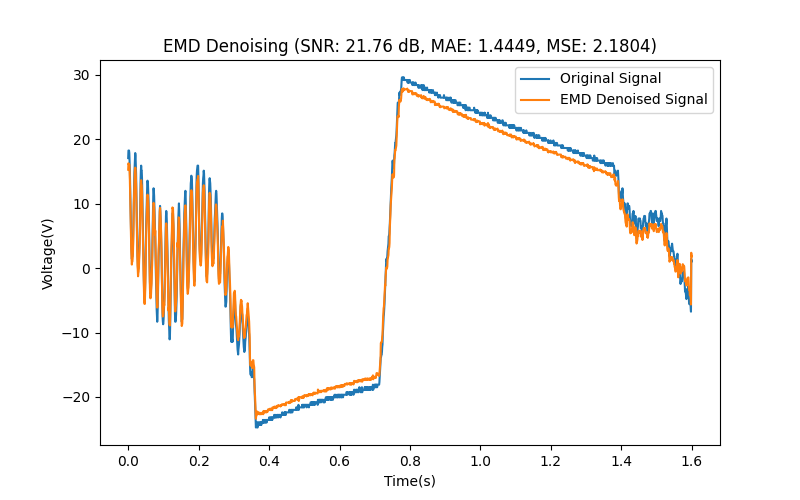 EMD Denoising (SNR: 21.76 dB, MAE: 1.4449, MSE: 2.1804)
Original Signal
EMD Denoised Signal
30
20
10
0
−10
−20
Voltage(V)
0.0 0.2 0.4 0.6 0.8 1.0 1.2 1.4 1.6
Time(s)